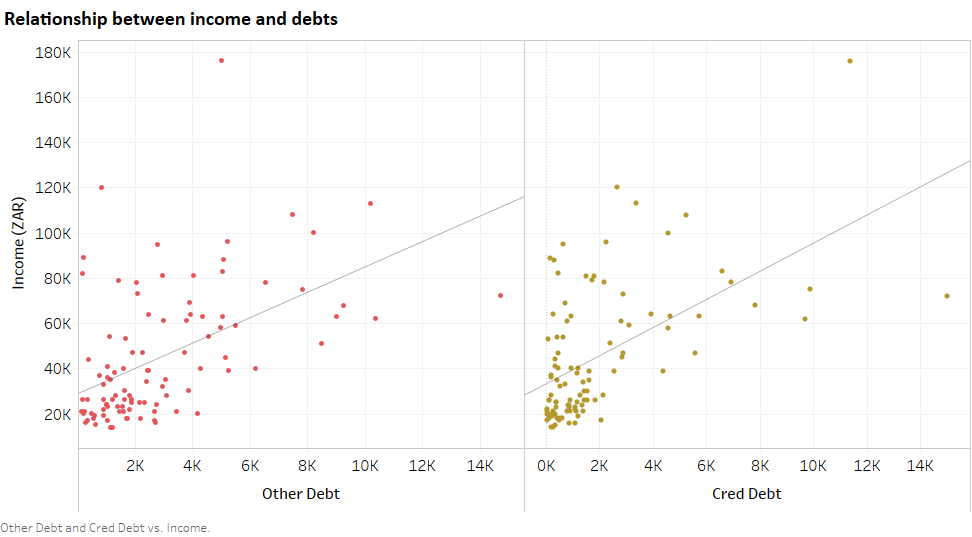 Relationship between income and debts
180K
160K
140K
120K
100K
80K
60K
40K
20K
Income (ZAR)
2K 4K 6K 8K 10K 12K 14K
0K 2K 4K 6K 8K 10K 12K 14K
Other Debt
Cred Debt
Other Debt and Cred Debt vs. Income.